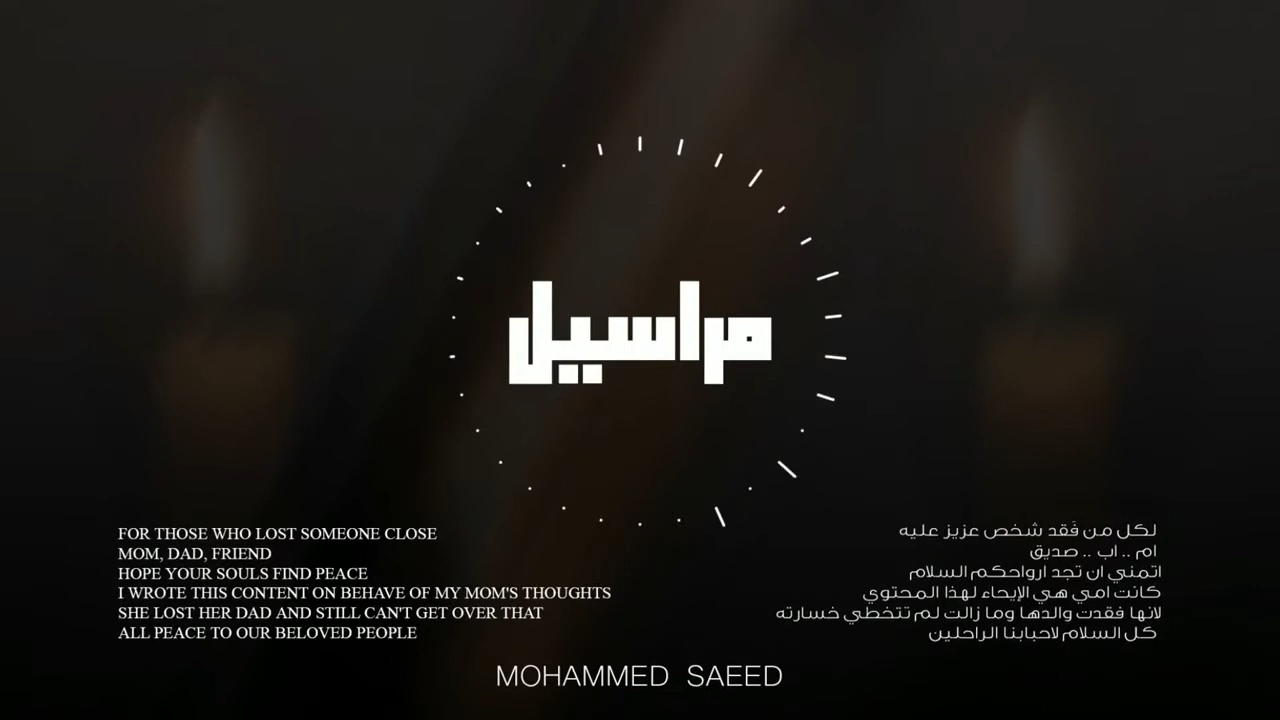 مراسيل
FOR THOSE WHO LOST SOMEONE CLOSE
MOM, DAD, FRIEND
HOPE YOUR SOULS FIND PEACE
I WROTE THIS CONTENT ON BEHAVE OF MY MOM'S THOUGHTS
SHE LOST HER DAD AND STILL CAN'T GET OVER THAT
ALL PEACE TO OUR BELOVED PEOPLE
لكل من فَقد شخص عزيز عليه
ام .. اب .. صديق
اتمني ان تجد ارواحكم السلام
كانت امي هي الإيحاء لهذا المحتوي
لانها فقدت والدها وما زالت لم تتخطي خسارته
كل السلام لاحبابنا الراحلين
MOHAMMED SAEED